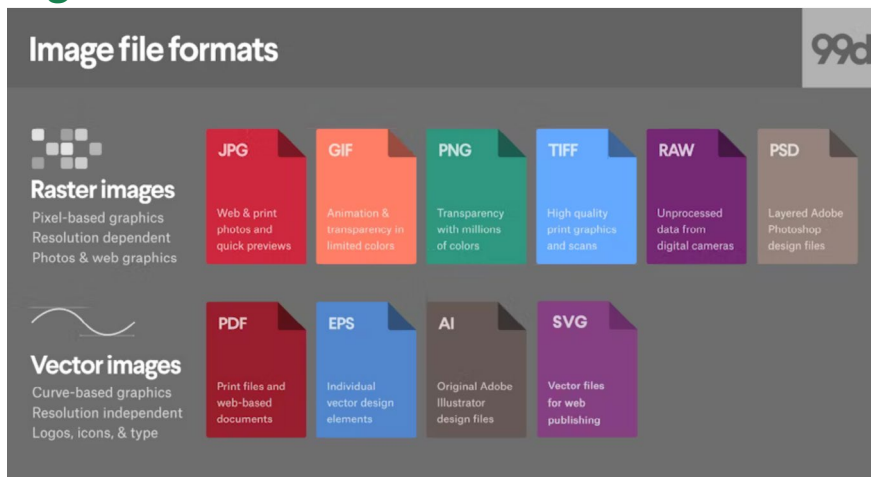 Image file formats
99d
Raster images
Pixel-based graphics
Resolution dependent
Photos & web graphics
JPG
Web & print
photos and
quick previews
GIF
Animation &
transparency in
limited colors
PNG
Transparency
with millions
of colors
TIFF
High quality
print graphics
and scans
RAW
Unprocessed
data from
digital cameras
PSD
Layered Adobe
Photoshop
design files
Vector images
Curve-based graphics
Resolution independent
Logos, icons, & type
PDF
Print files and
web-based
documents
EPS
Individual
vector design
elements
AI
Original Adobe
Illustrator
design files
SVG
Vector files
for web
publishing